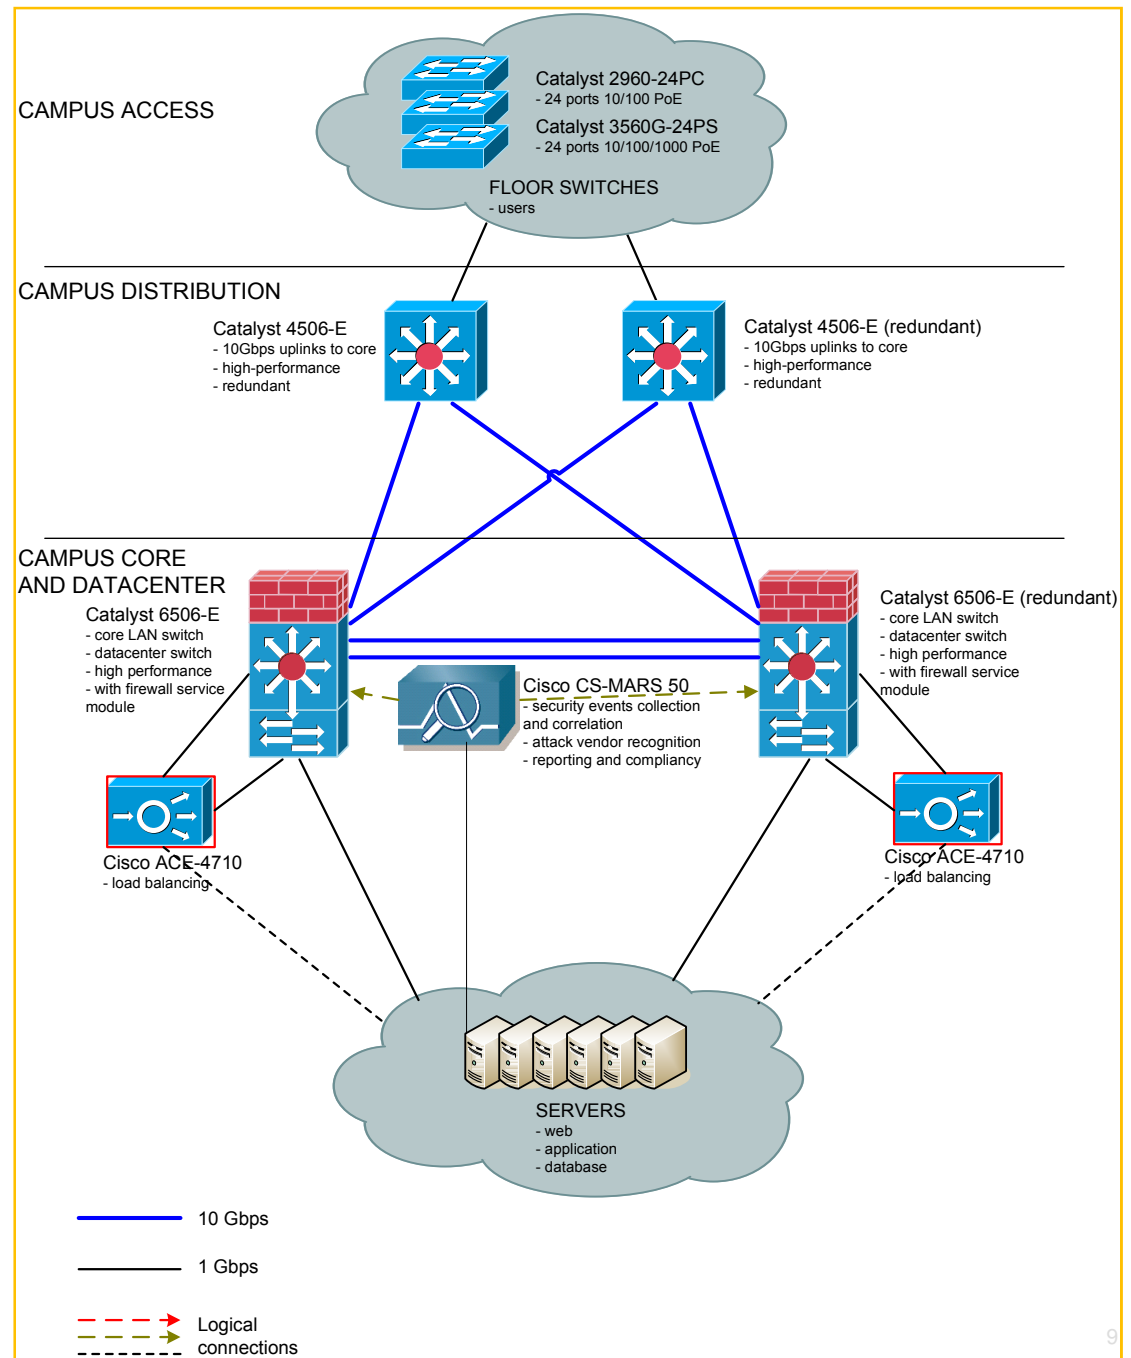 CAMPUS ACCESS
Catalyst 2960-24PC
- 24 ports 10/100 PoE
Catalyst 3560G-24PS
- 24 ports 10/100/1000 PoE
FLOOR SWITCHES
- users
CAMPUS DISTRIBUTION
Catalyst 4506-E
- 10Gbps uplinks to core
- high-performance
- redundant
Catalyst 4506-E (redundant)
- 10Gbps uplinks to core
- high-performance
- redundant
CAMPUS CORE
AND DATACENTER
Catalyst 6506-E
- core LAN switch
- datacenter switch
- high performance
- with firewall service
module
Catalyst 6506-E (redundant)
- core LAN switch
- datacenter switch
- high performance
- with firewall service
module
Cisco CS-MARS 50
- security events collection
and correlation
- attack vendor recognition
- reporting and compliancy
Cisco ACE-4710
- load balancing
Cisco ACE-4710
- load balancing
SERVERS
- web
- application
- database
10 Gbps
1 Gbps
Logical
connections
9